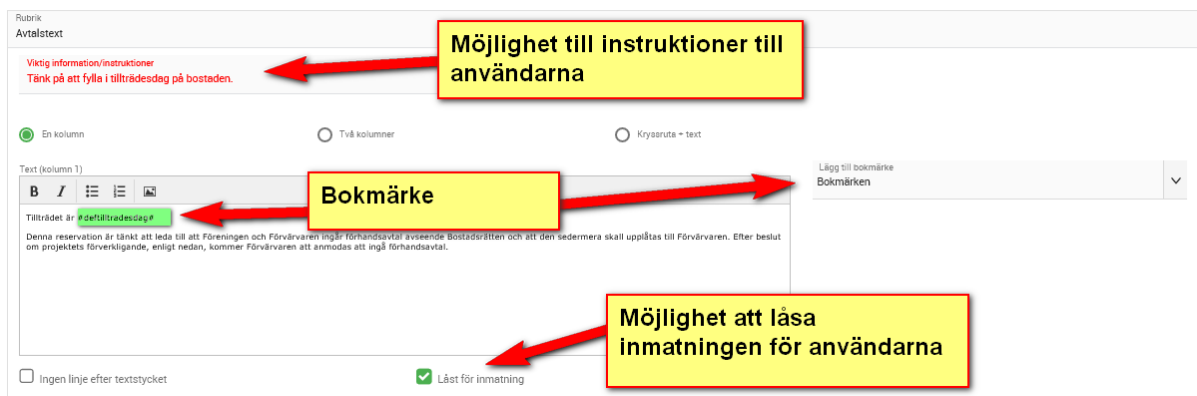 Rubrik
Avtalstext
Möjlighet till instruktioner till
användarna
Viktig information/instruktioner
Tänk på att fylla i tillträdesdag på bostaden.
En kolumn
Två kolumner
Kryssruta + text
Text (kolumn 1)
B I
Bokmärke
Lägg till bokmärke
Bokmärken
Tillträdet är #deftilltradesdag#
Denna reservation är tänkt att leda till att Föreningen och Förvärvaren ingår förhandsavtal avseende Bostadsrätten och att den sedermera skall upplåtas till Förvärvaren. Efter beslut
om projektets förverkligande, enligt nedan, kommer Förvärvaren att anmodas att ingå förhandsavtal.
Möjlighet att låsa
inmatningen för användarna
Ingen linje efter textstycket
Låst för inmatning